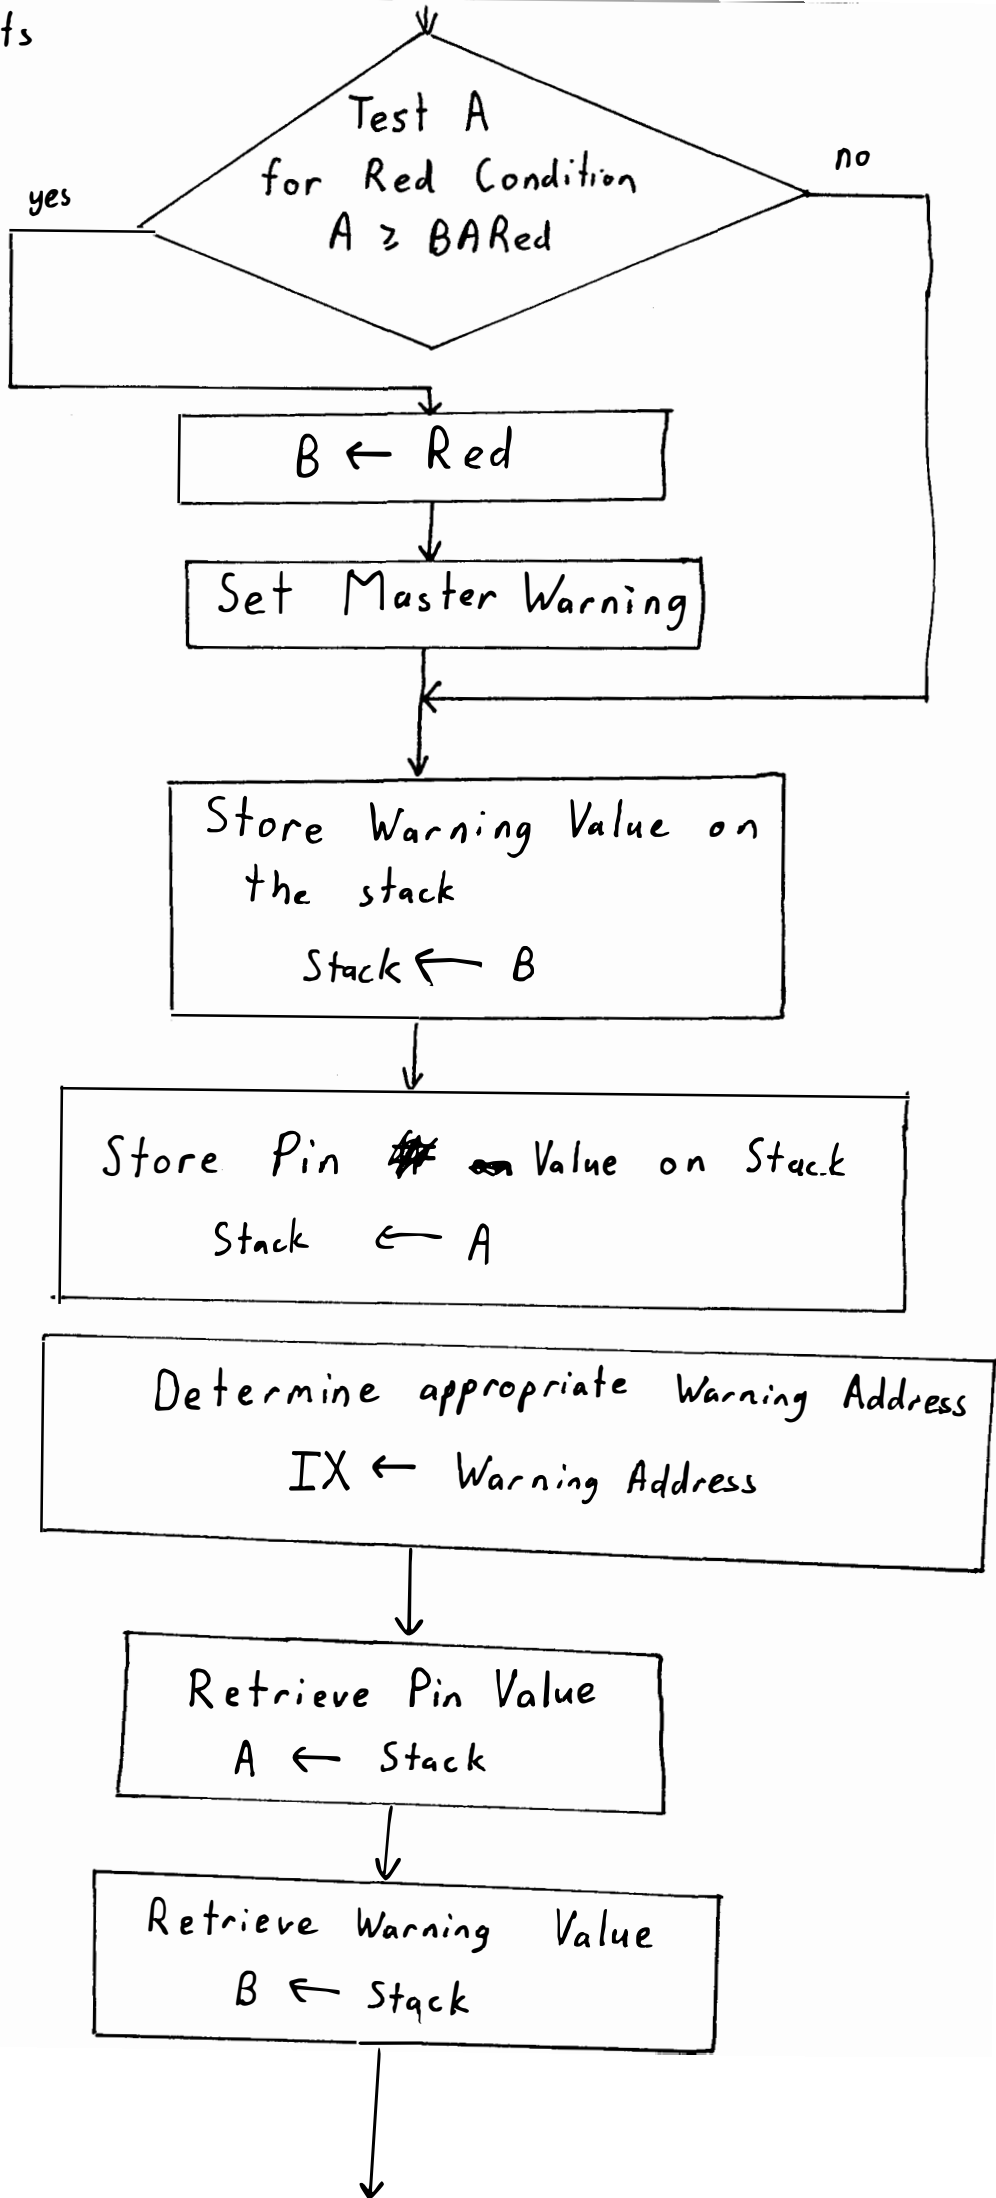 ts
Test A
for Red Condition
A ≥ BARed
yes
no
B ← Red
Set Master Warning
Store Warning Value on
the stack
Stack ← B
Store Pin Value on Stack
Stack ← A
Determine appropriate Warning Address
IX ← Warning Address
Retrieve Pin Value
A ← Stack
Retrieve Warning Value
B ← Stack